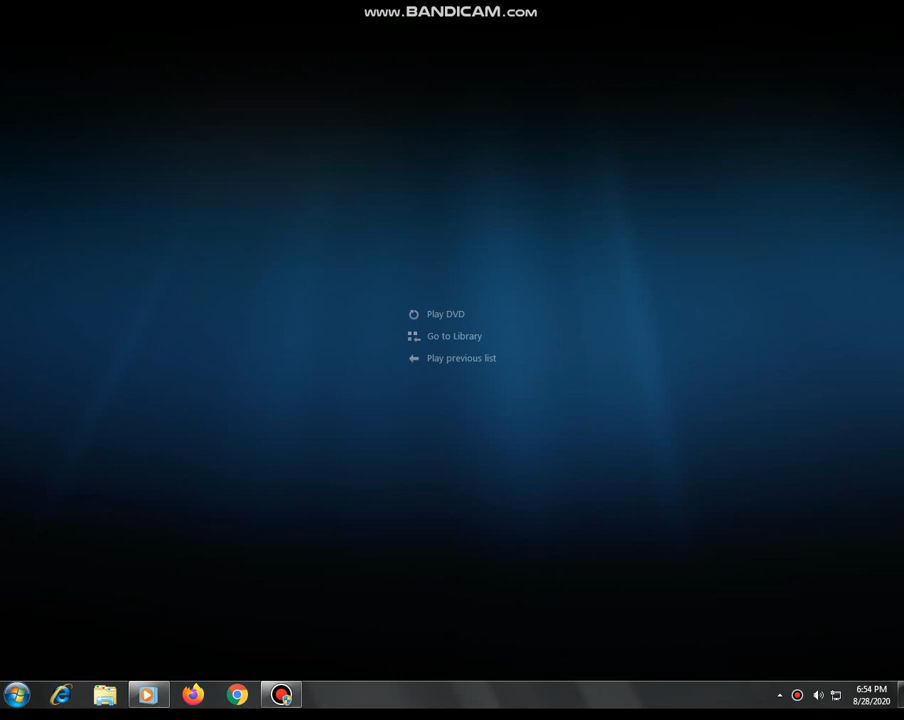 www.BANDICAM.com
Play DVD
Go to Library
Play previous list
6:54 PM
8/28/2020